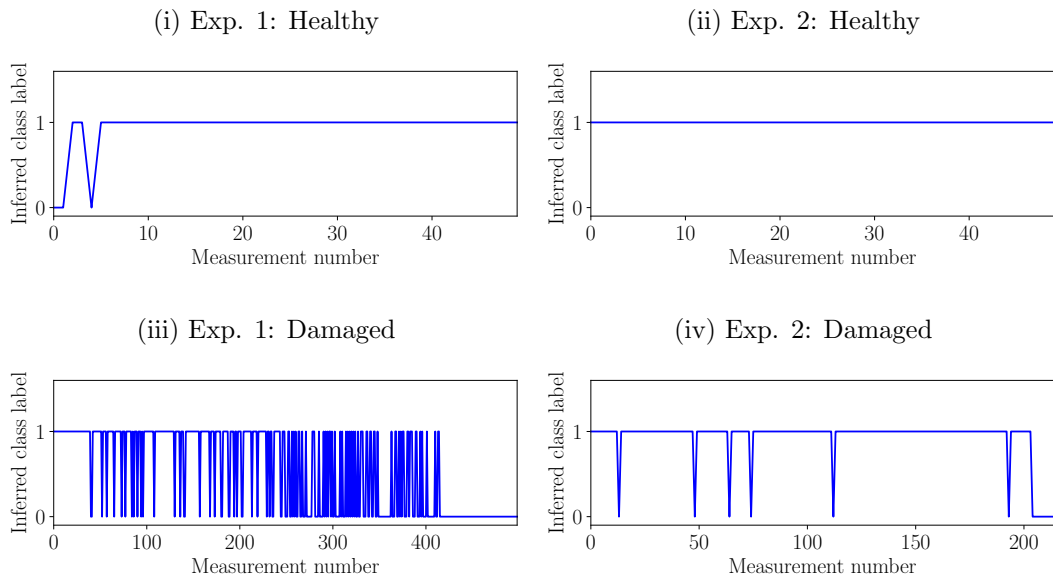 (i) Exp. 1: Healthy
Inferred class label
1
0
0 10 20 30 40
Measurement number
(ii) Exp. 2: Healthy
Inferred class label
1
0
0 10 20 30 40
Measurement number
(iii) Exp. 1: Damaged
Inferred class label
1
0
0 100 200 300 400
Measurement number
(iv) Exp. 2: Damaged
Inferred class label
1
0
0 50 100 150 200
Measurement number